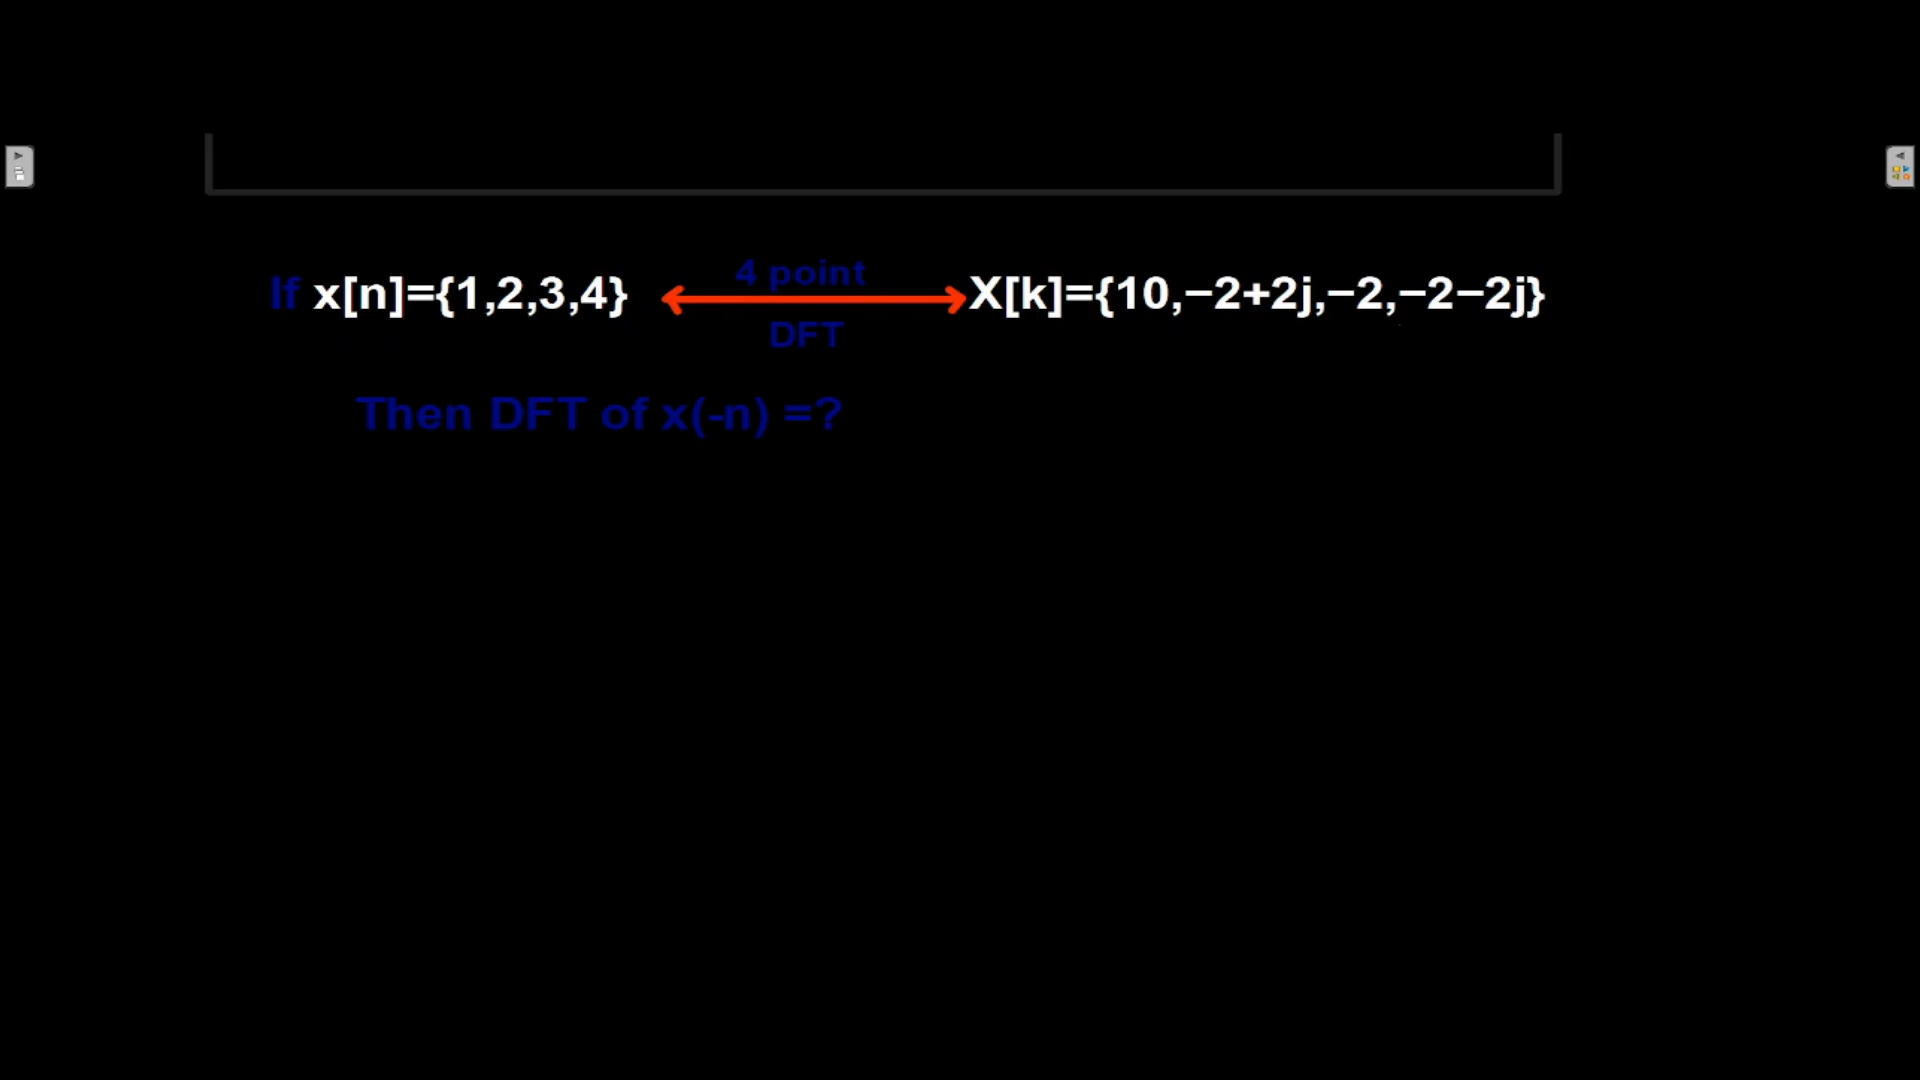 If x[n]={1,2,3,4} 4 point DFT X[k]={10,−2+2j,−2,−2−2j}
Then DFT of x(-n) =?